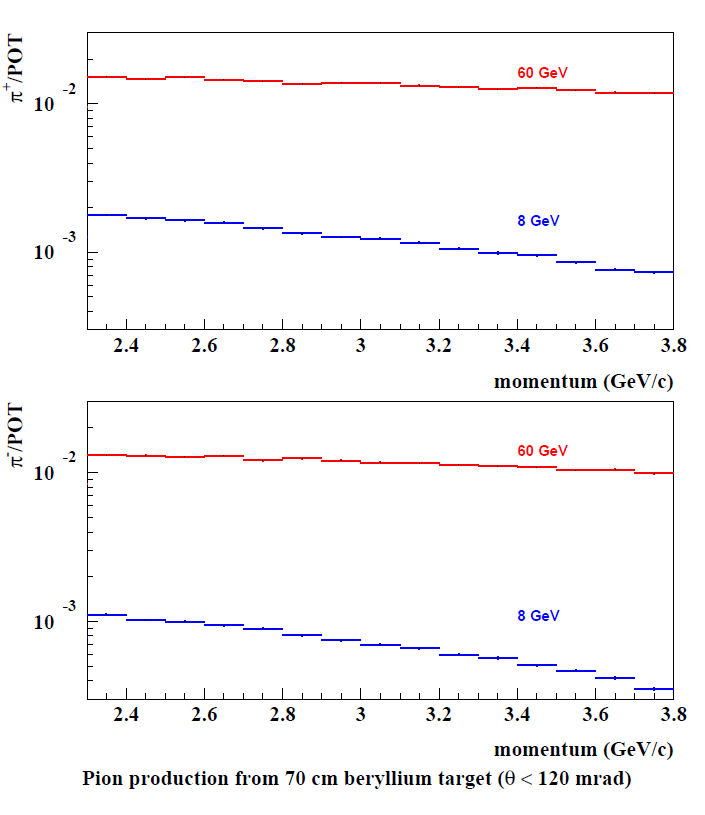 π+/POT
60 GeV
10 -2
8 GeV
10 -3
2.4 2.6 2.8 3 3.2 3.4 3.6 3.8
momentum (GeV/c)
π-/POT
60 GeV
10 -2
8 GeV
10 -3
2.4 2.6 2.8 3 3.2 3.4 3.6 3.8
momentum (GeV/c)
Pion production from 70 cm beryllium target (θ < 120 mrad)